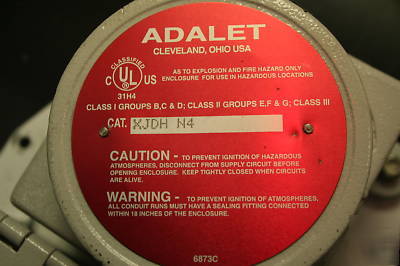 ADALET
CLEVELAND, OHIO USA
CLASSIFIED
C UL US
31H4
AS TO EXPLOSION AND FIRE HAZARD ONLY
ENCLOSURE FOR USE IN HAZARDOUS LOCATIONS
CLASS I GROUPS B,C & D; CLASS II GROUPS E,F & G; CLASS III
CAT. XJDH N4
CAUTION - TO PREVENT IGNITION OF HAZARDOUS
ATMOSPHERES, DISCONNECT FROM SUPPLY CIRCUIT BEFORE
OPENING ENCLOSURE. KEEP TIGHTLY CLOSED WHEN CIRCUITS
ARE ALIVE.
WARNING - TO PREVENT IGNITION OF ATMOSPHERES,
ALL CONDUIT RUNS MUST HAVE A SEALING FITTING CONNECTED
WITHIN 18 INCHES OF THE ENCLOSURE.
6873C